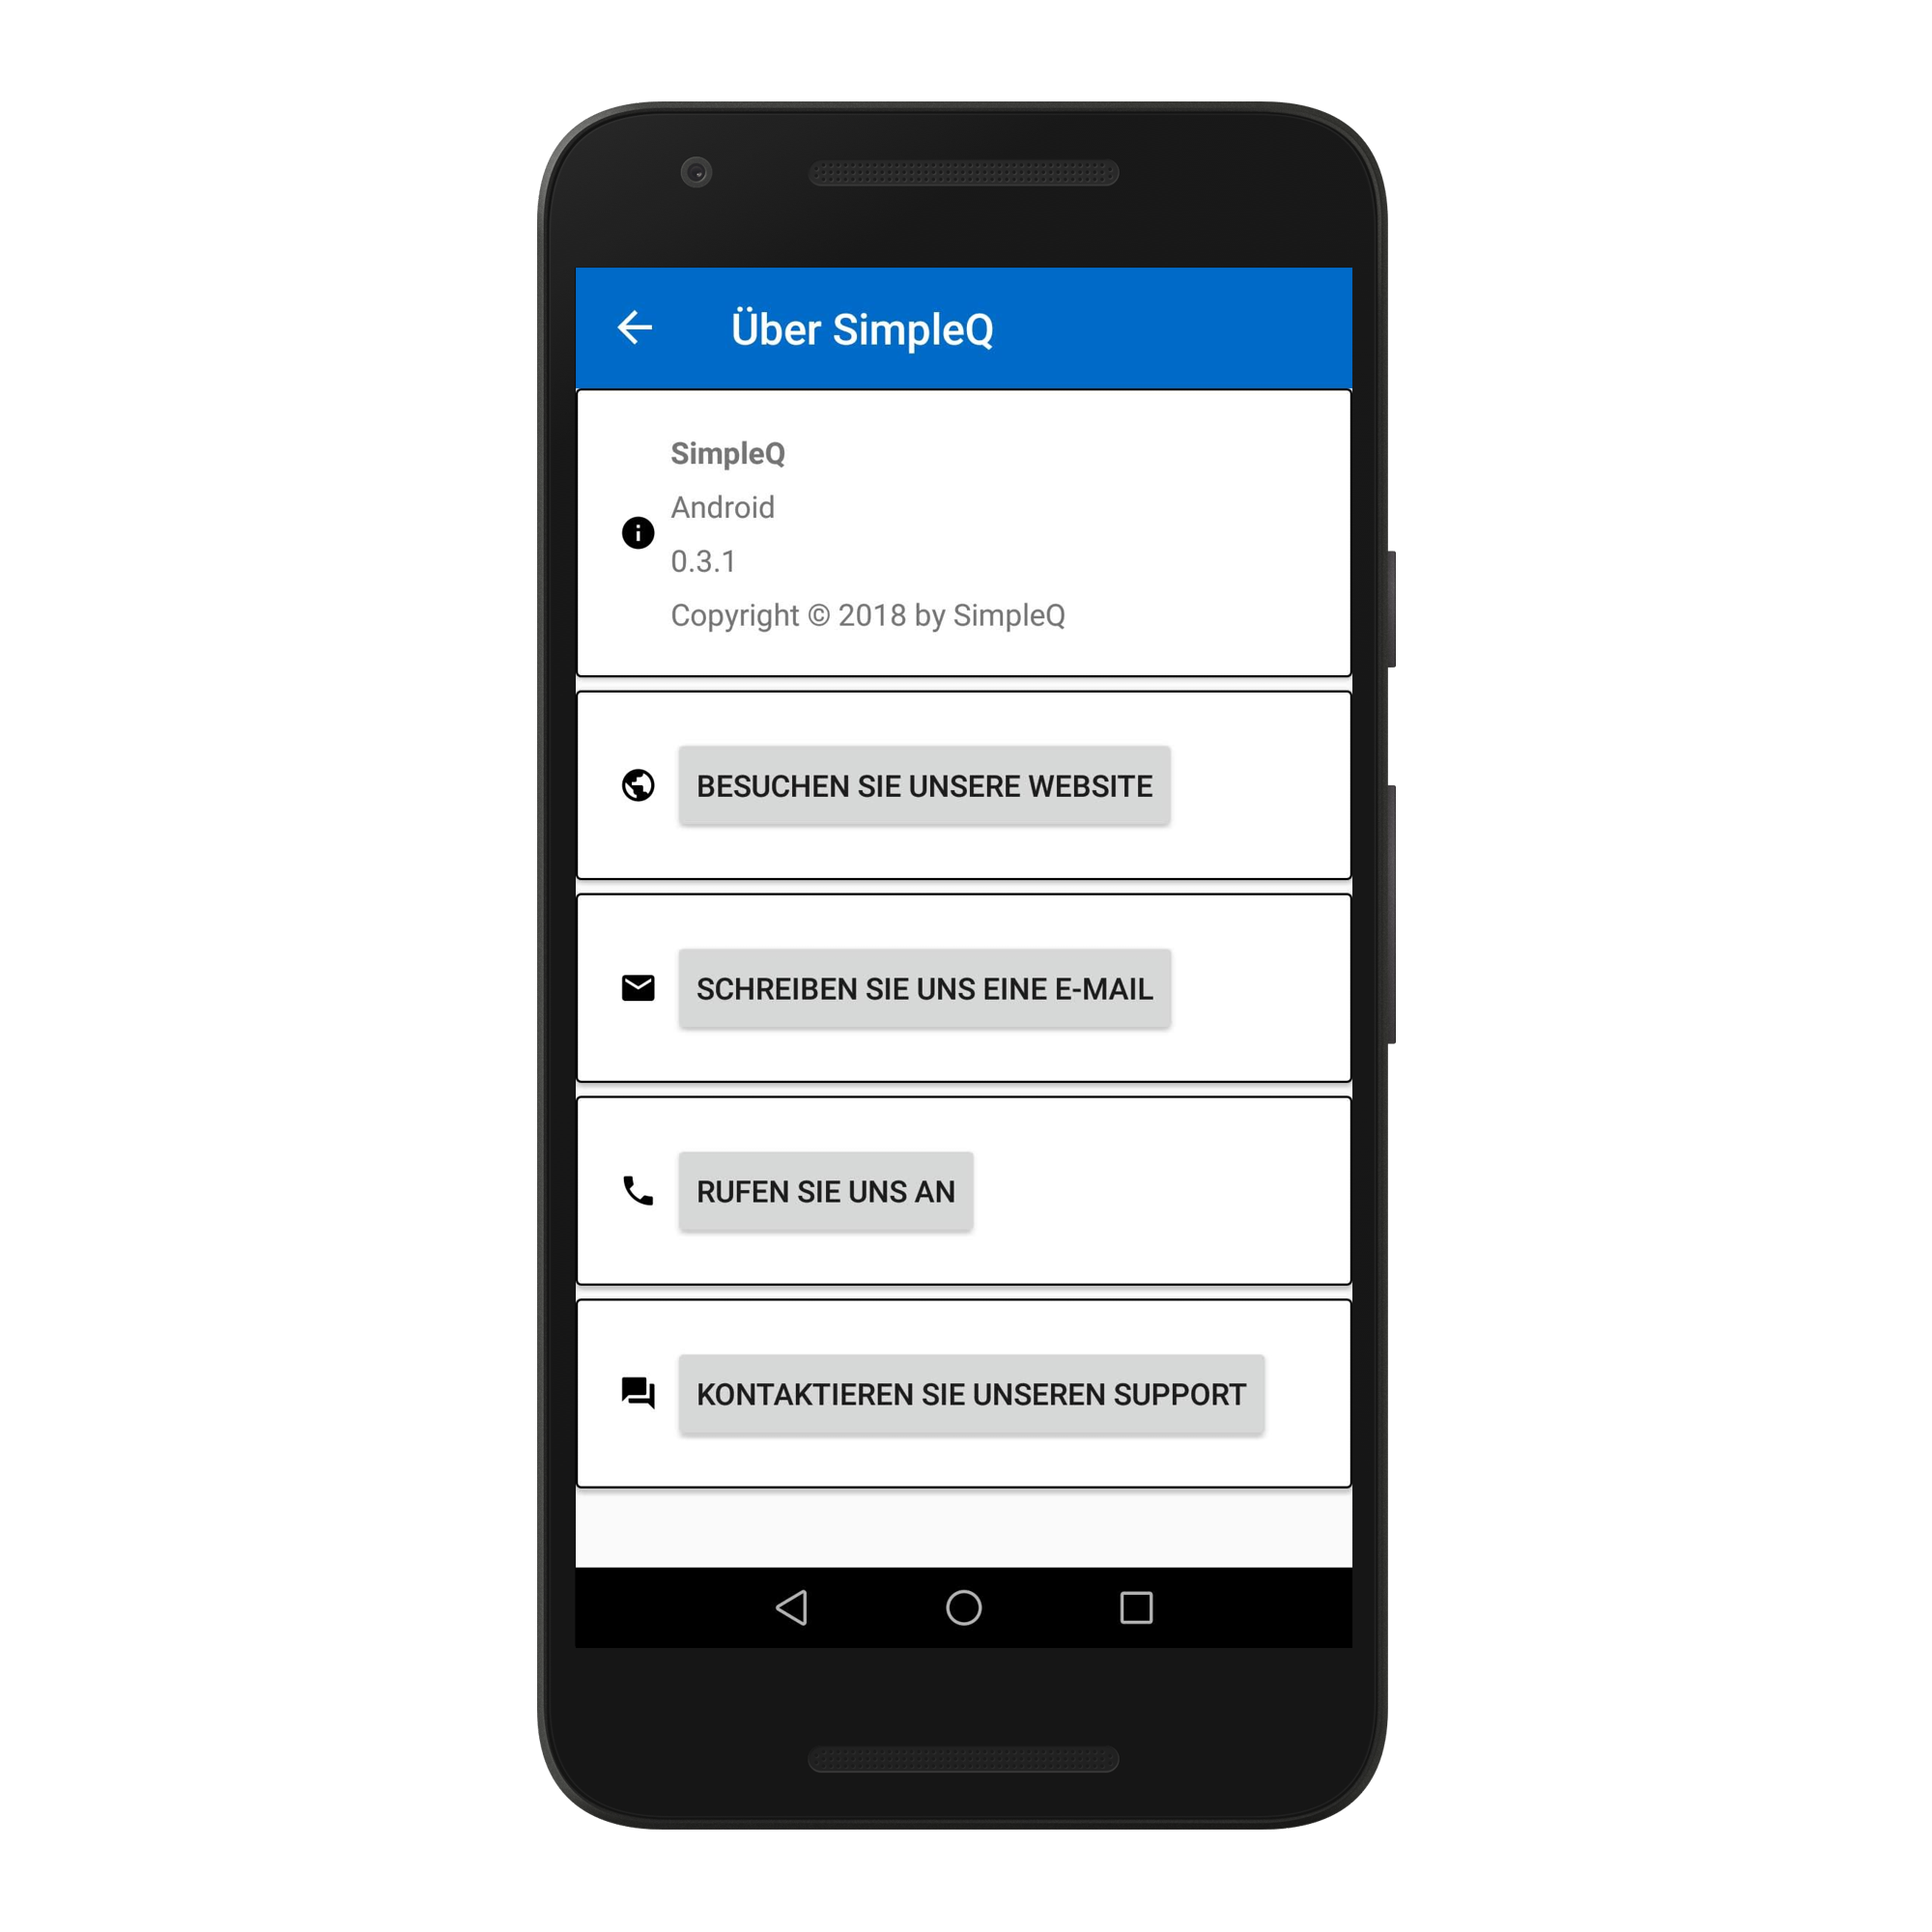 Über SimpleQ
SimpleQ
Android
0.3.1
Copyright © 2018 by SimpleQ
BESUCHEN SIE UNSERE WEBSITE
SCHREIBEN SIE UNS EINE E-MAIL
RUFEN SIE UNS AN
KONTAKTIEREN SIE UNSEREN SUPPORT